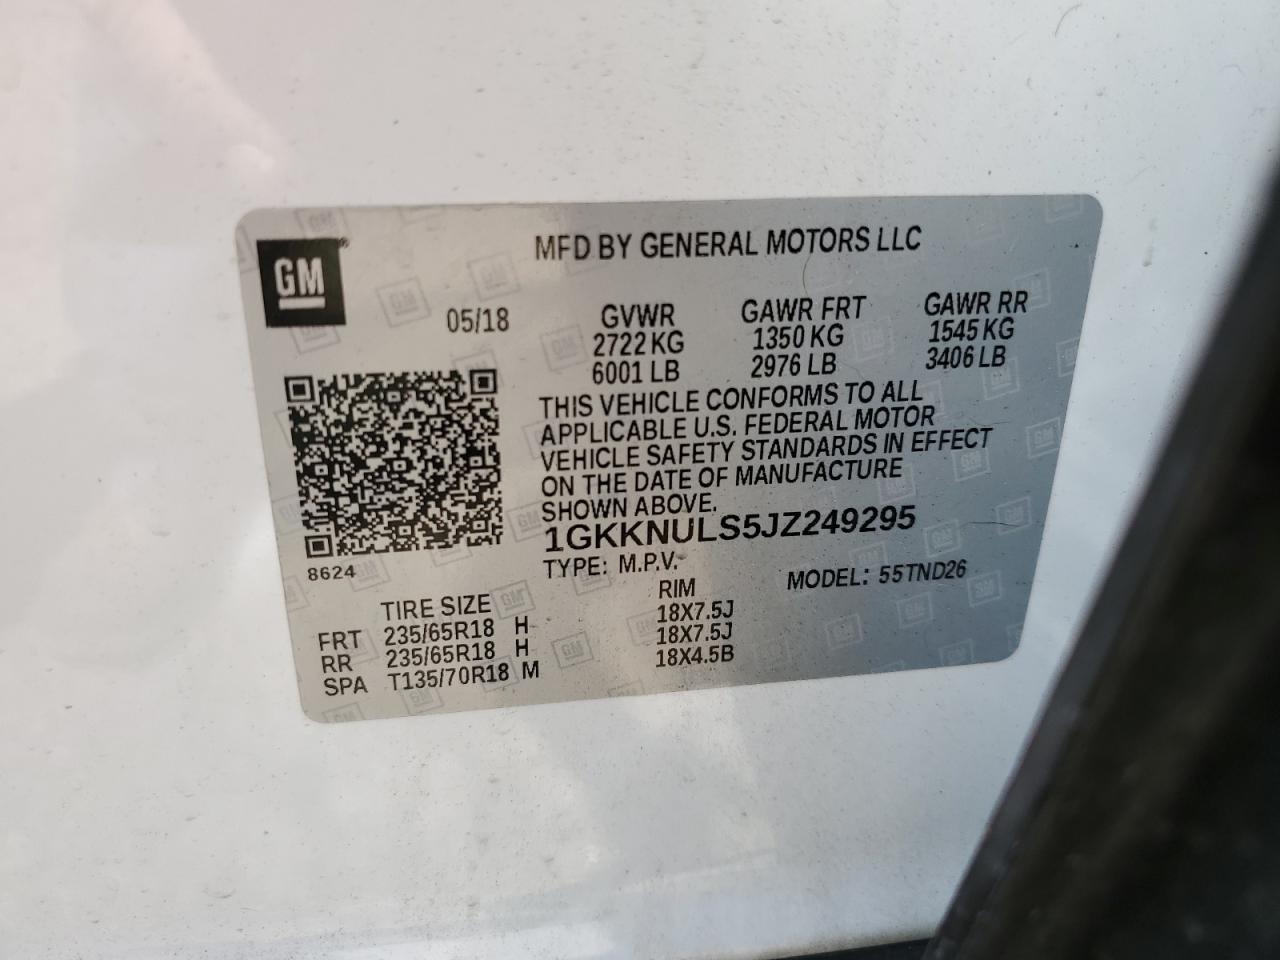 MFD BY GENERAL MOTORS LLC
GM®
05/18
GVWR GAWR FRT GAWR RR
2722 KG 1350 KG 1545 KG
6001 LB 2976 LB 3406 LB
THIS VEHICLE CONFORMS TO ALL
APPLICABLE U.S. FEDERAL MOTOR
VEHICLE SAFETY STANDARDS IN EFFECT
ON THE DATE OF MANUFACTURE
SHOWN ABOVE.
1GKKNULS5JZ249295
8624
TYPE: M.P.V. MODEL: 55TND26
TIRE SIZE RIM
FRT 235/65R18 H 18X7.5J
RR 235/65R18 H 18X7.5J
SPA T135/70R18 M 18X4.5B